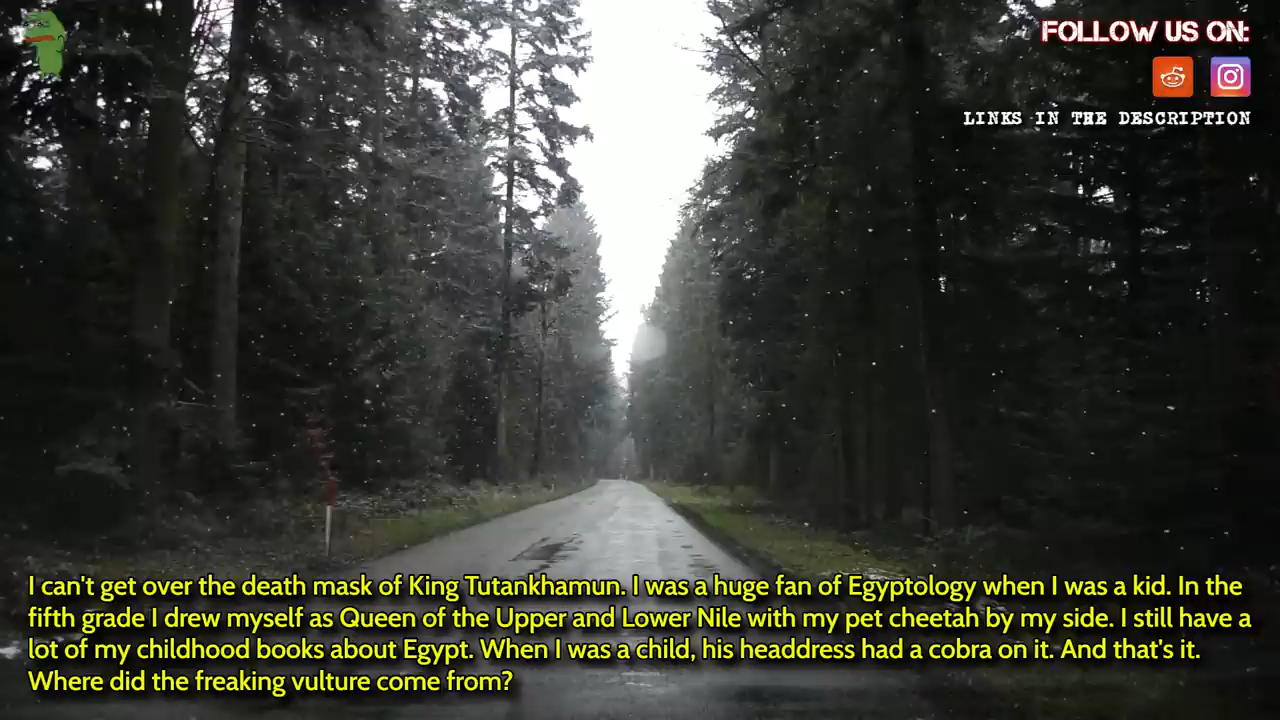 FOLLOW US ON:
LINKS IN THE DESCRIPTION
I can't get over the death mask of King Tutankhamun. I was a huge fan of Egyptology when I was a kid. In the
fifth grade I drew myself as Queen of the Upper and Lower Nile with my pet cheetah by my side. I still have a
lot of my childhood books about Egypt. When I was a child, his headdress had a cobra on it. And that's it.
Where did the freaking vulture come from?